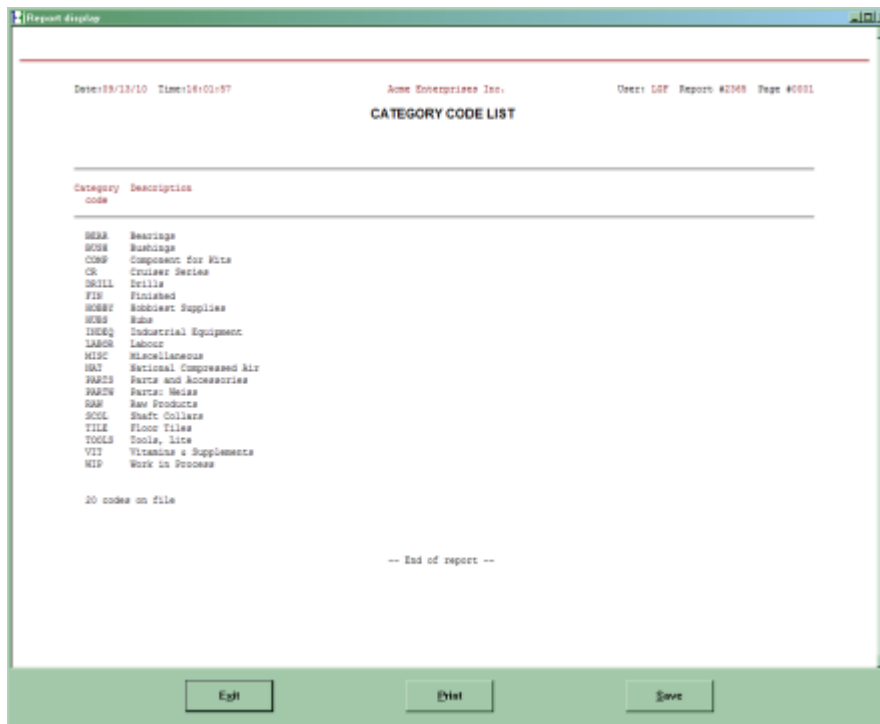 Report display
Date:09/13/10 Time:16:01:57 Acme Enterprises Inc. User: LGF Report #2365 Page #0001
CATEGORY CODE LIST
Category Description
code
BEAR Bearings
BUSH Bushings
COMP Component for Kits
CR Cruiser Series
DRILL Drills
FIN Finished
HOBBY Hobbiest Supplies
HUBS Hubs
INDEQ Industrial Equipment
LABOR Labour
MISC Miscellaneous
NAT National Compressed Air
PARTS Parts and Accessories
PARTW Parts: Weiss
RAW Raw Products
SCOL Shaft Collars
TILE Floor Tiles
TOOLS Tools, Lite
VIT Vitamins & Supplements
WIP Work in Process
20 codes on file
-- End of report --
Exit Print Save